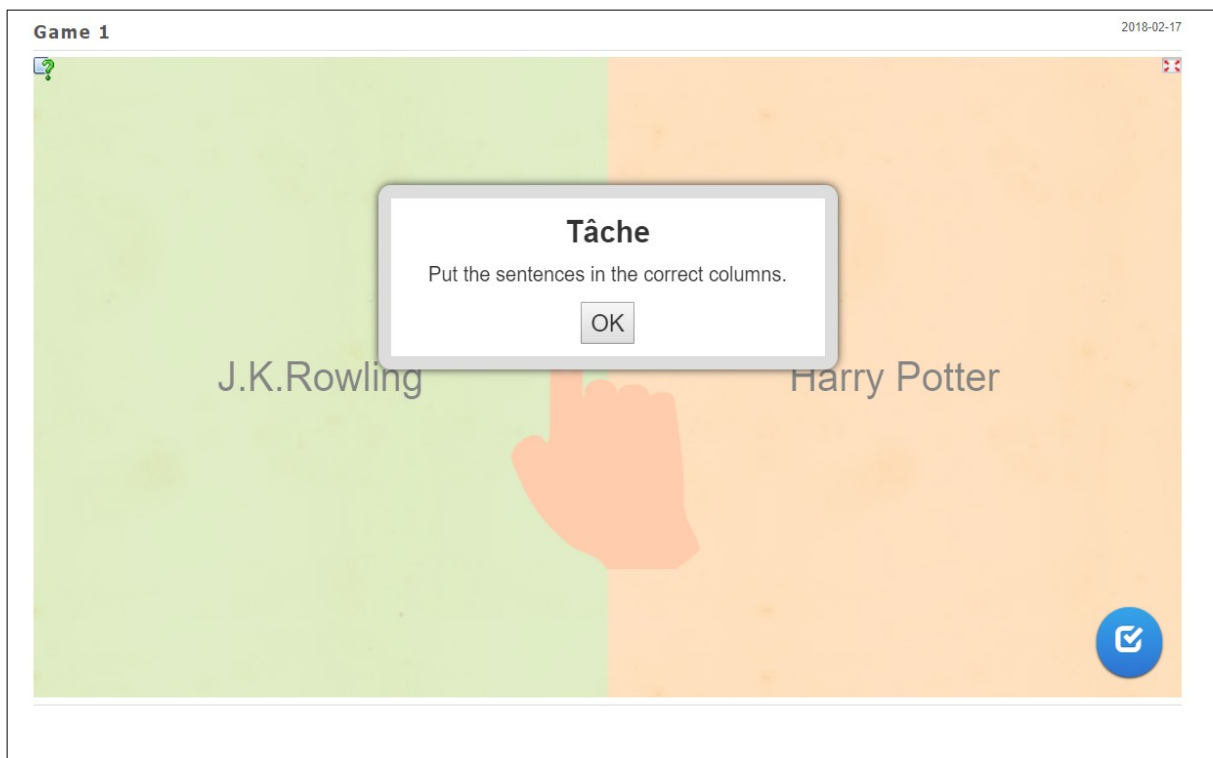 Game 1
2018-02-17
Tâche
Put the sentences in the correct columns.
OK
J.K.Rowling
Harry Potter